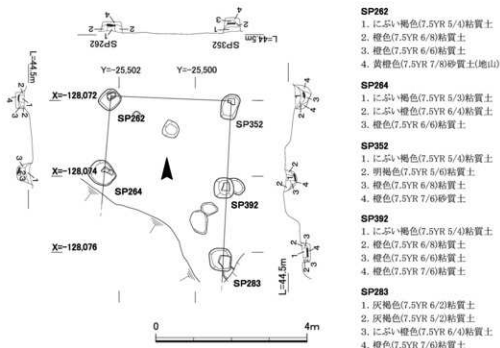 SP262
SP352
L=44.5m
L=44.5m
Y=-25,502
Y=-25,500
X=-128,072
SP262
SP352
X=-128,074
SP264
SP392
X=-128,076
SP283
L=44.5m
0
4m
SP262
1. にぶい褐色(7.5YR 5/4)粘質土
2. 橙色(7.5YR 6/8)粘質土
3. 橙色(7.5YR 6/6)粘質土
4. 黄橙色(7.5YR 7/8)砂質土(地山)
SP264
1. にぶい褐色(7.5YR 5/3)粘質土
2. にぶい橙色(7.5YR 6/4)粘質土
3. 橙色(7.5YR 6/6)粘質土
SP352
1. にぶい褐色(7.5YR 5/4)粘質土
2. 明褐色(7.5YR 5/6)粘質土
3. 橙色(7.5YR 6/8)粘質土
4. 橙色(7.5YR 7/6)砂質土
SP392
1. にぶい褐色(7.5YR 5/4)粘質土
2. 橙色(7.5YR 6/8)粘質土
3. 橙色(7.5YR 6/6)粘質土
4. 橙色(7.5YR 7/6)粘質土
SP283
1. 灰褐色(7.5YR 6/2)粘質土
2. 灰褐色(7.5YR 5/2)粘質土
3. にぶい橙色(7.5YR 6/4)粘質土
4. 橙色(7.5YR 7/6)粘質土